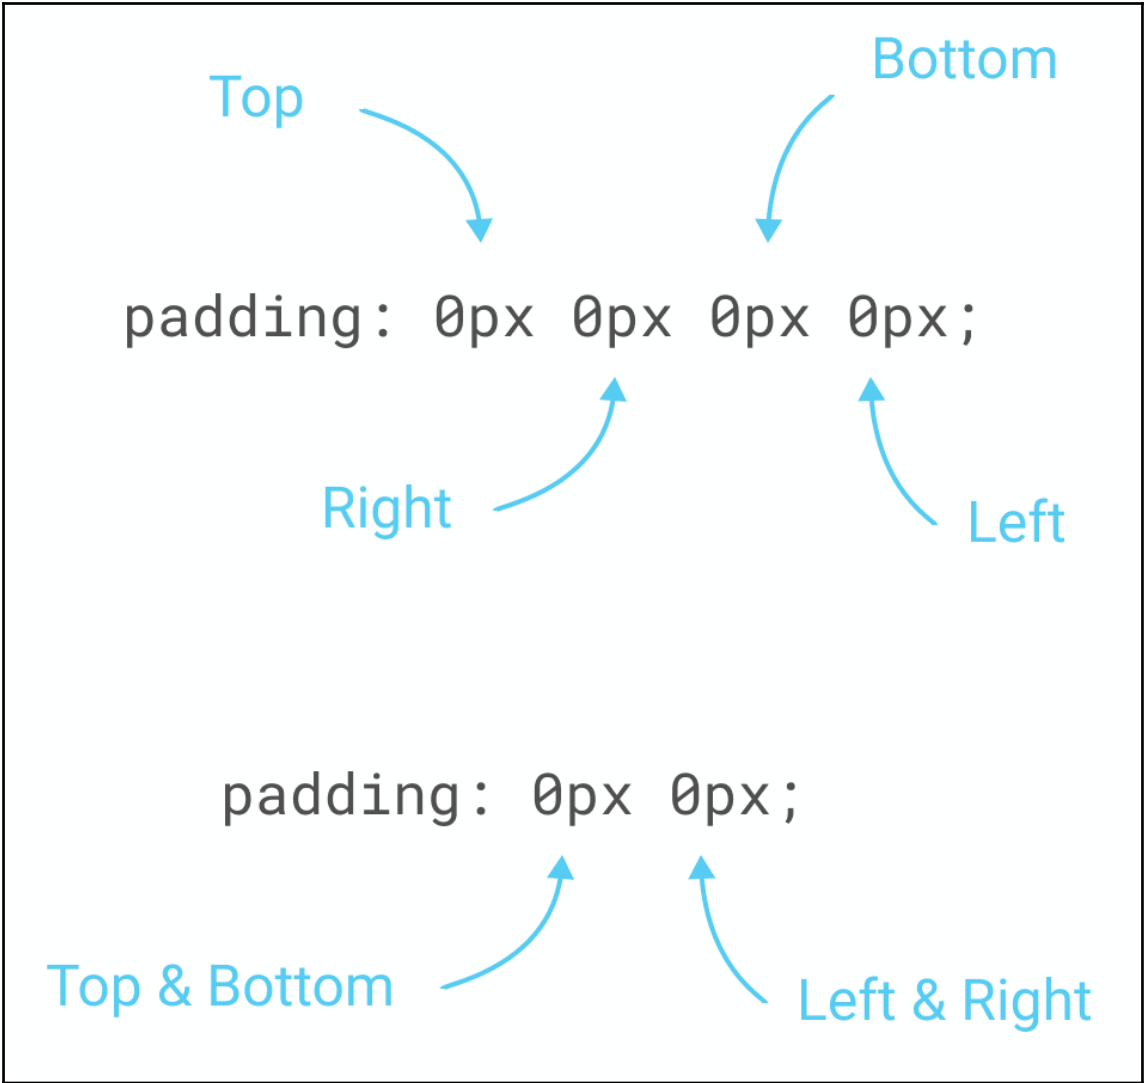 Top
Bottom
padding: 0px 0px 0px 0px;
Right
Left
padding: 0px 0px;
Top & Bottom
Left & Right